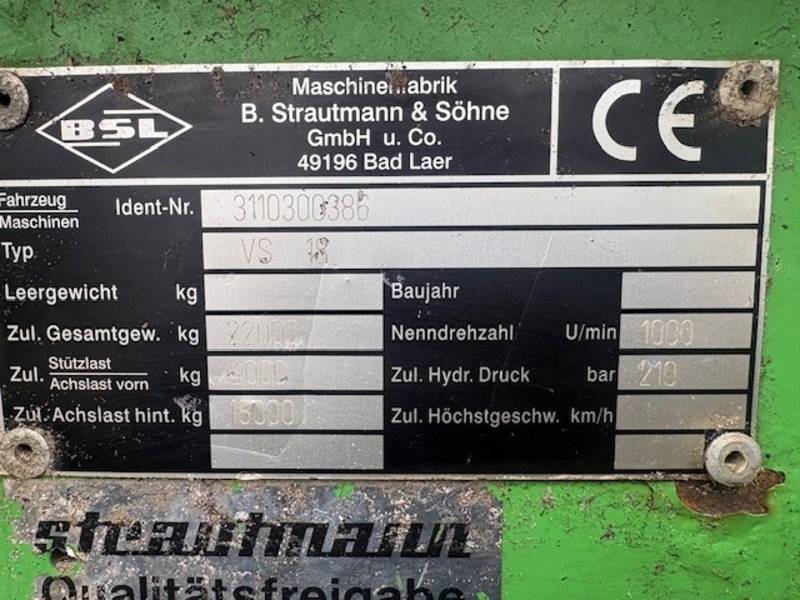 BSL
Maschinenfabrik
B. Strautmann & Söhne
GmbH u. Co.
49196 Bad Laer
CE
Fahrzeug
Maschinen
Ident-Nr. 3110300386
Typ VS 18
Leergewicht kg
Baujahr
Zul. Gesamtgew. kg 22000
Nenndrehzahl U/min 1000
Zul. Stützlast
Achslast vorn kg 4000
Zul. Hydr. Druck bar 210
Zul. Achslast hint. kg 18000
Zul. Höchstgeschw. km/h
strautmann
Qualitätsfreigabe